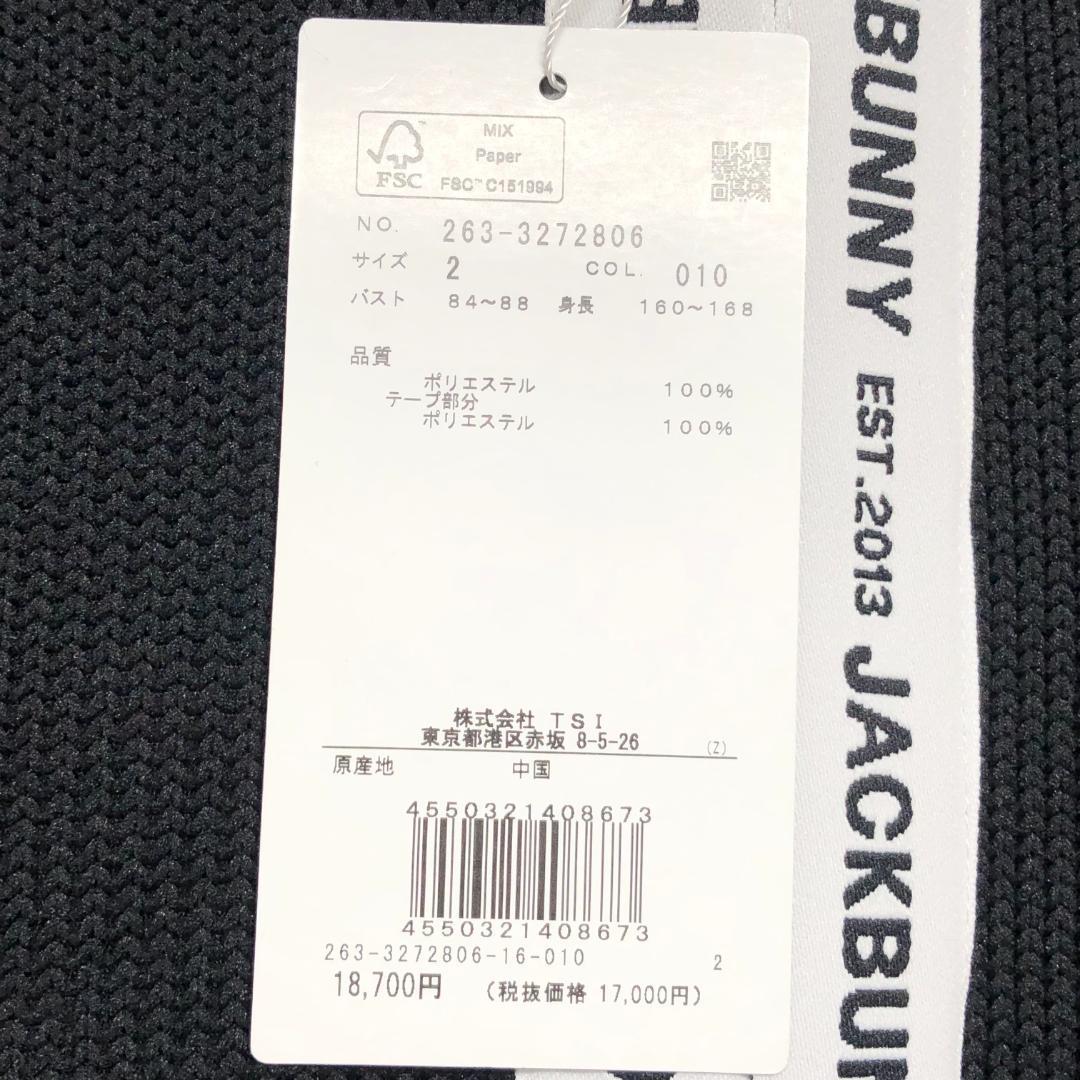 MIX
Paper
FSC™ C151994
FSC
NO. 263-3272806
サイズ 2 COL. 010
バスト 84〜88 身長 160〜168
品質
ポリエステル 100%
テープ部分
ポリエステル 100%
株式会社 TSI
東京都港区赤坂 8-5-26 (Z)
原産地 中国
4550321408673
4550321408673
263-3272806-16-010 2
18,700円 (税抜価格 17,000円)
BUNNY EST.2013 JACKBUN